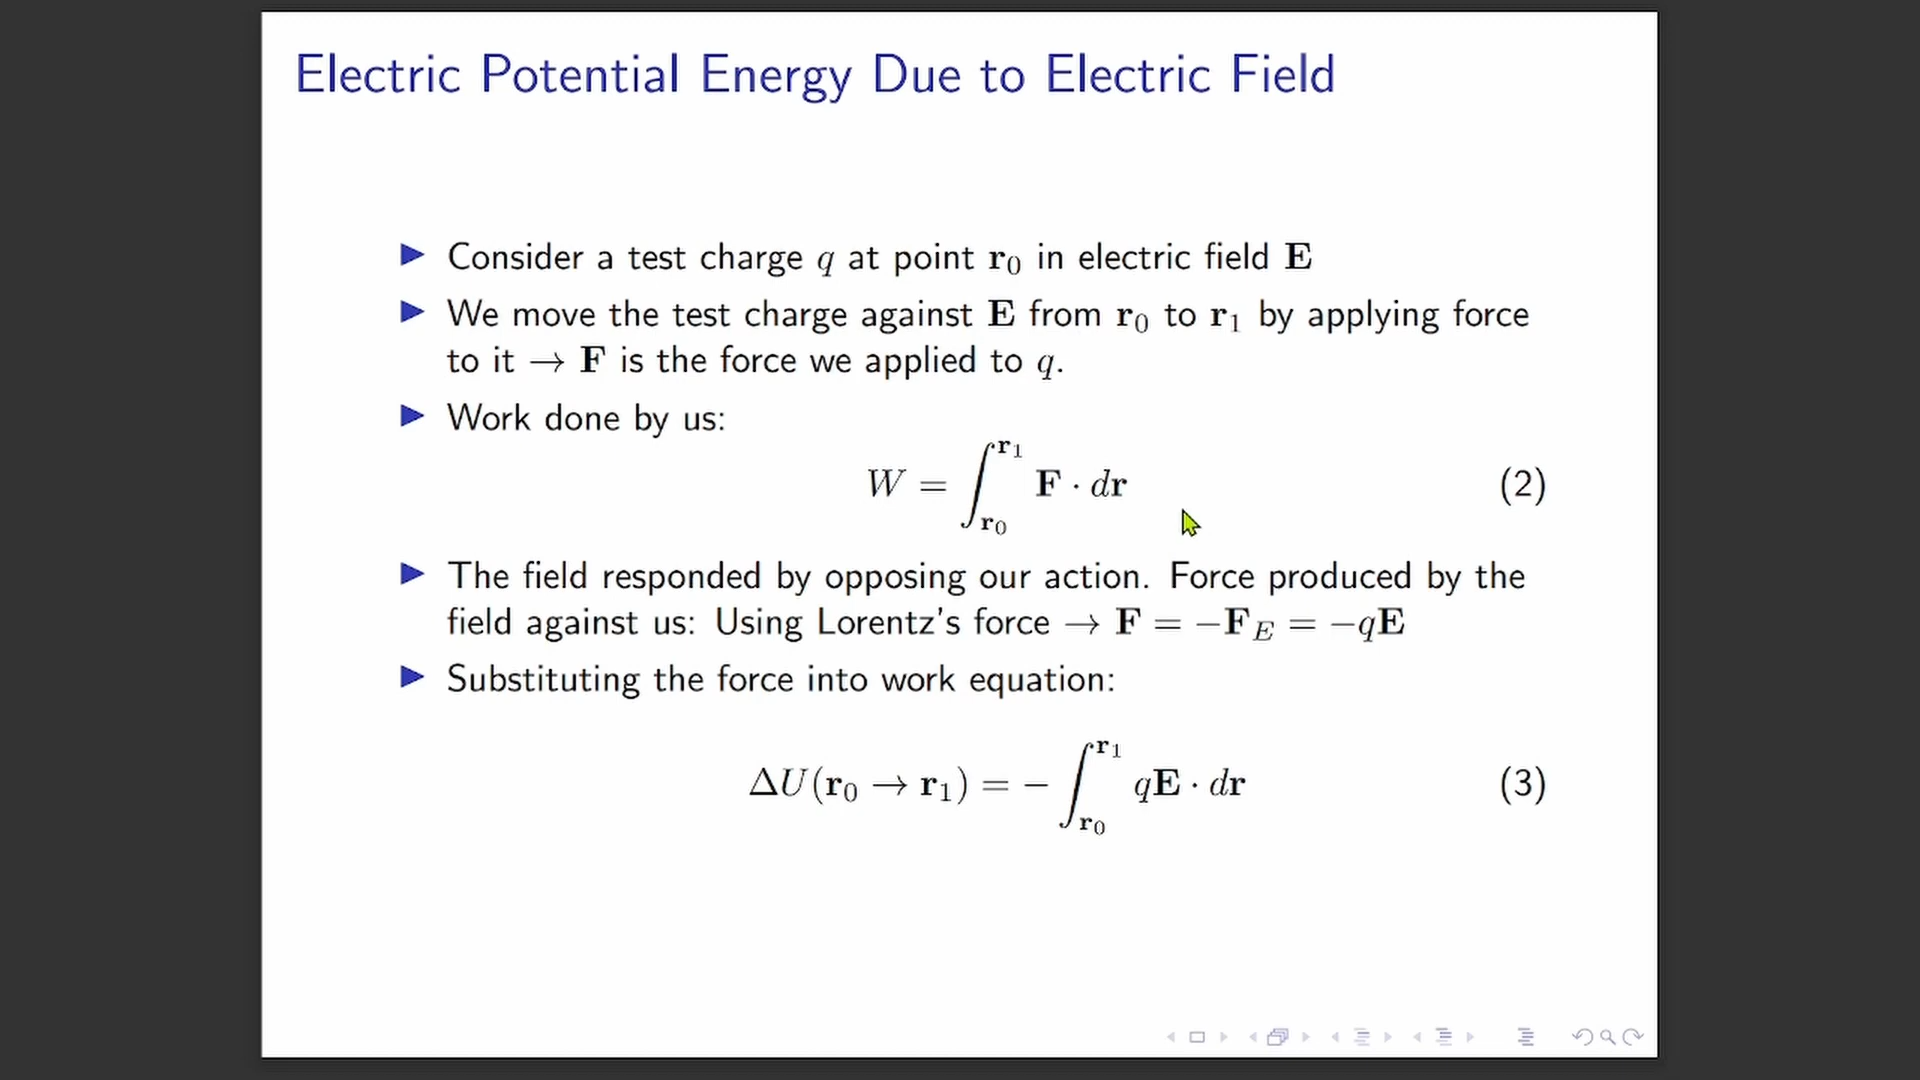 Electric Potential Energy Due to Electric Field
▶ Consider a test charge q at point r₀ in electric field E
▶ We move the test charge against E from r₀ to r₁ by applying force
to it → F is the force we applied to q.
▶ Work done by us:
W = ∫_{r₀}^{r₁} F · dr (2)
▶ The field responded by opposing our action. Force produced by the
field against us: Using Lorentz's force → F = −F_E = −qE
▶ Substituting the force into work equation:
ΔU(r₀ → r₁) = − ∫_{r₀}^{r₁} qE · dr (3)